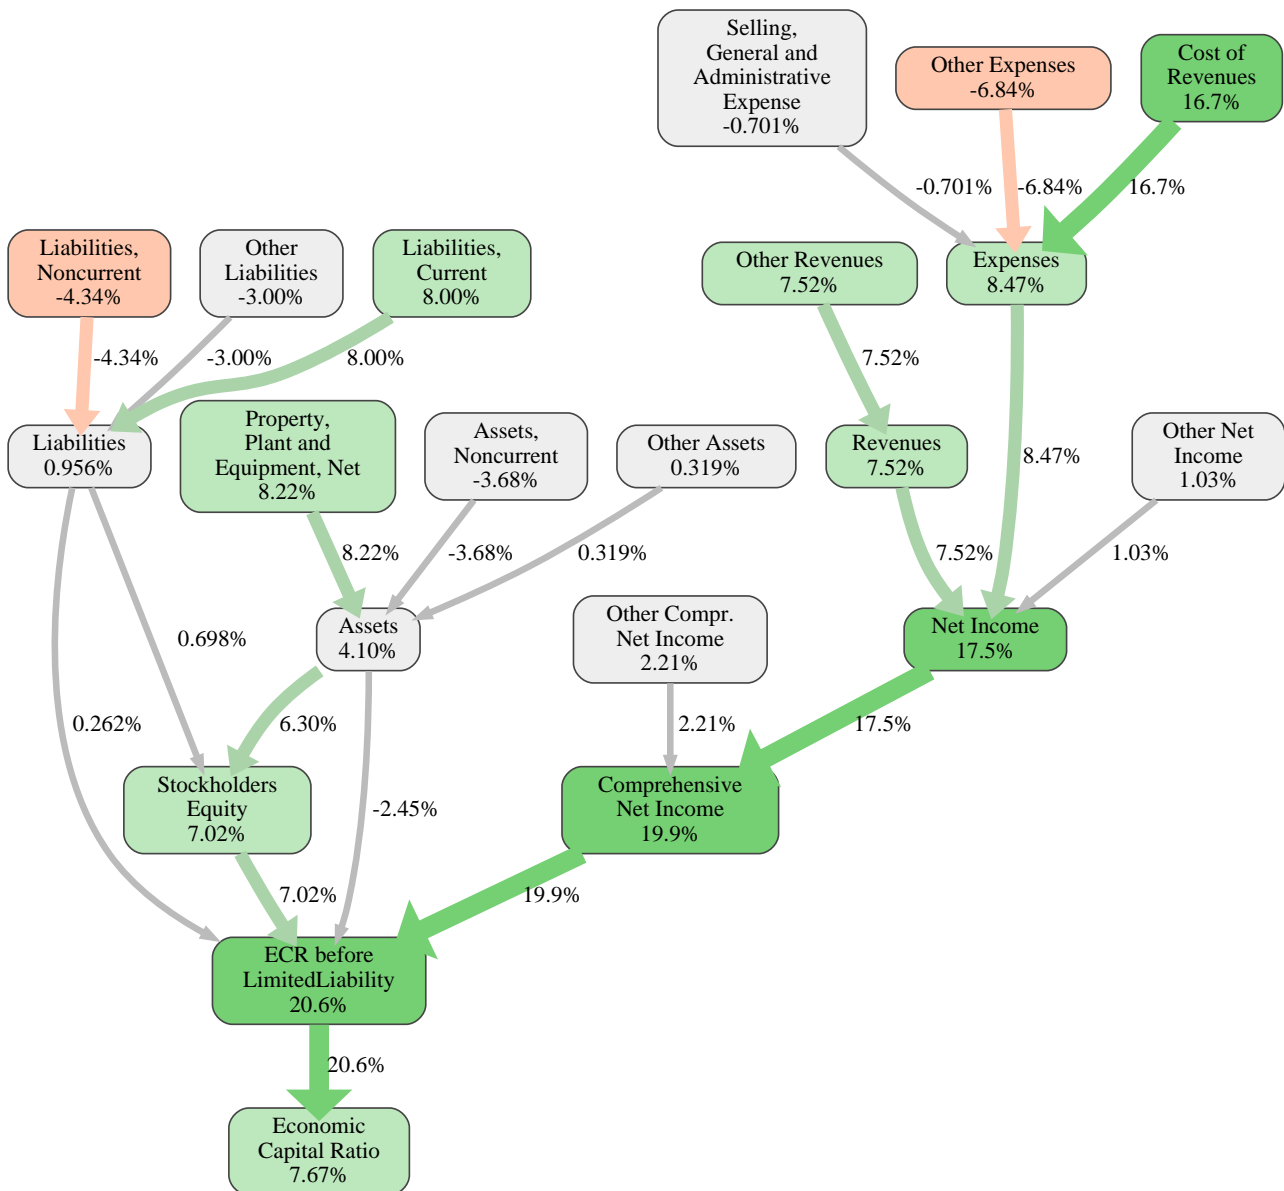 Selling,
General and
Administrative
Expense
-0.701%
Other Expenses
-6.84%
Cost of
Revenues
16.7%
-0.701%
-6.84%
16.7%
Liabilities,
Noncurrent
-4.34%
Other
Liabilities
-3.00%
Liabilities,
Current
8.00%
Other Revenues
7.52%
Expenses
8.47%
-4.34%
-3.00%
8.00%
7.52%
Liabilities
0.956%
Property,
Plant and
Equipment, Net
8.22%
Assets,
Noncurrent
-3.68%
Other Assets
0.319%
Revenues
7.52%
8.47%
Other Net
Income
1.03%
8.22%
-3.68%
0.319%
7.52%
1.03%
0.698%
Assets
4.10%
Other Compr.
Net Income
2.21%
Net Income
17.5%
0.262%
6.30%
2.21%
17.5%
Stockholders
Equity
7.02%
-2.45%
Comprehensive
Net Income
19.9%
7.02%
19.9%
ECR before
LimitedLiability
20.6%
20.6%
Economic
Capital Ratio
7.67%